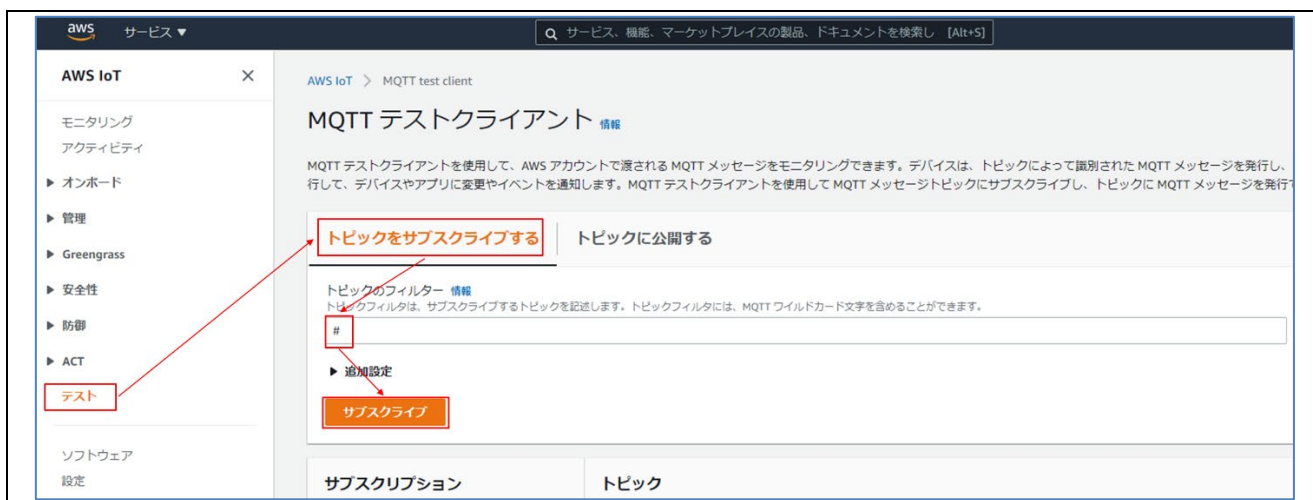 aws サービス ▼ サービス、機能、マーケットプレイスの製品、ドキュメントを検索し [Alt+S]
AWS IoT ×
モニタリング
アクティビティ
▶ オンボード
▶ 管理
▶ Greengrass
▶ 安全性
▶ 防御
▶ ACT
テスト
ソフトウェア
設定
AWS IoT > MQTT test client
MQTT テストクライアント 情報
MQTT テストクライアントを使用して、AWS アカウントで渡される MQTT メッセージをモニタリングできます。デバイスは、トピックによって識別された MQTT メッセージを発行し、
行して、デバイスやアプリに変更やイベントを通知します。MQTT テストクライアントを使用して MQTT メッセージトピックにサブスクライブし、トピックに MQTT メッセージを発行
トピックをサブスクライブする トピックに公開する
トピックのフィルター 情報
トピックフィルタは、サブスクライブするトピックを記述します。トピックフィルタには、MQTT ワイルドカード文字を含めることができます。
#
▶ 追加設定
サブスクライブ
サブスクリプション トピック